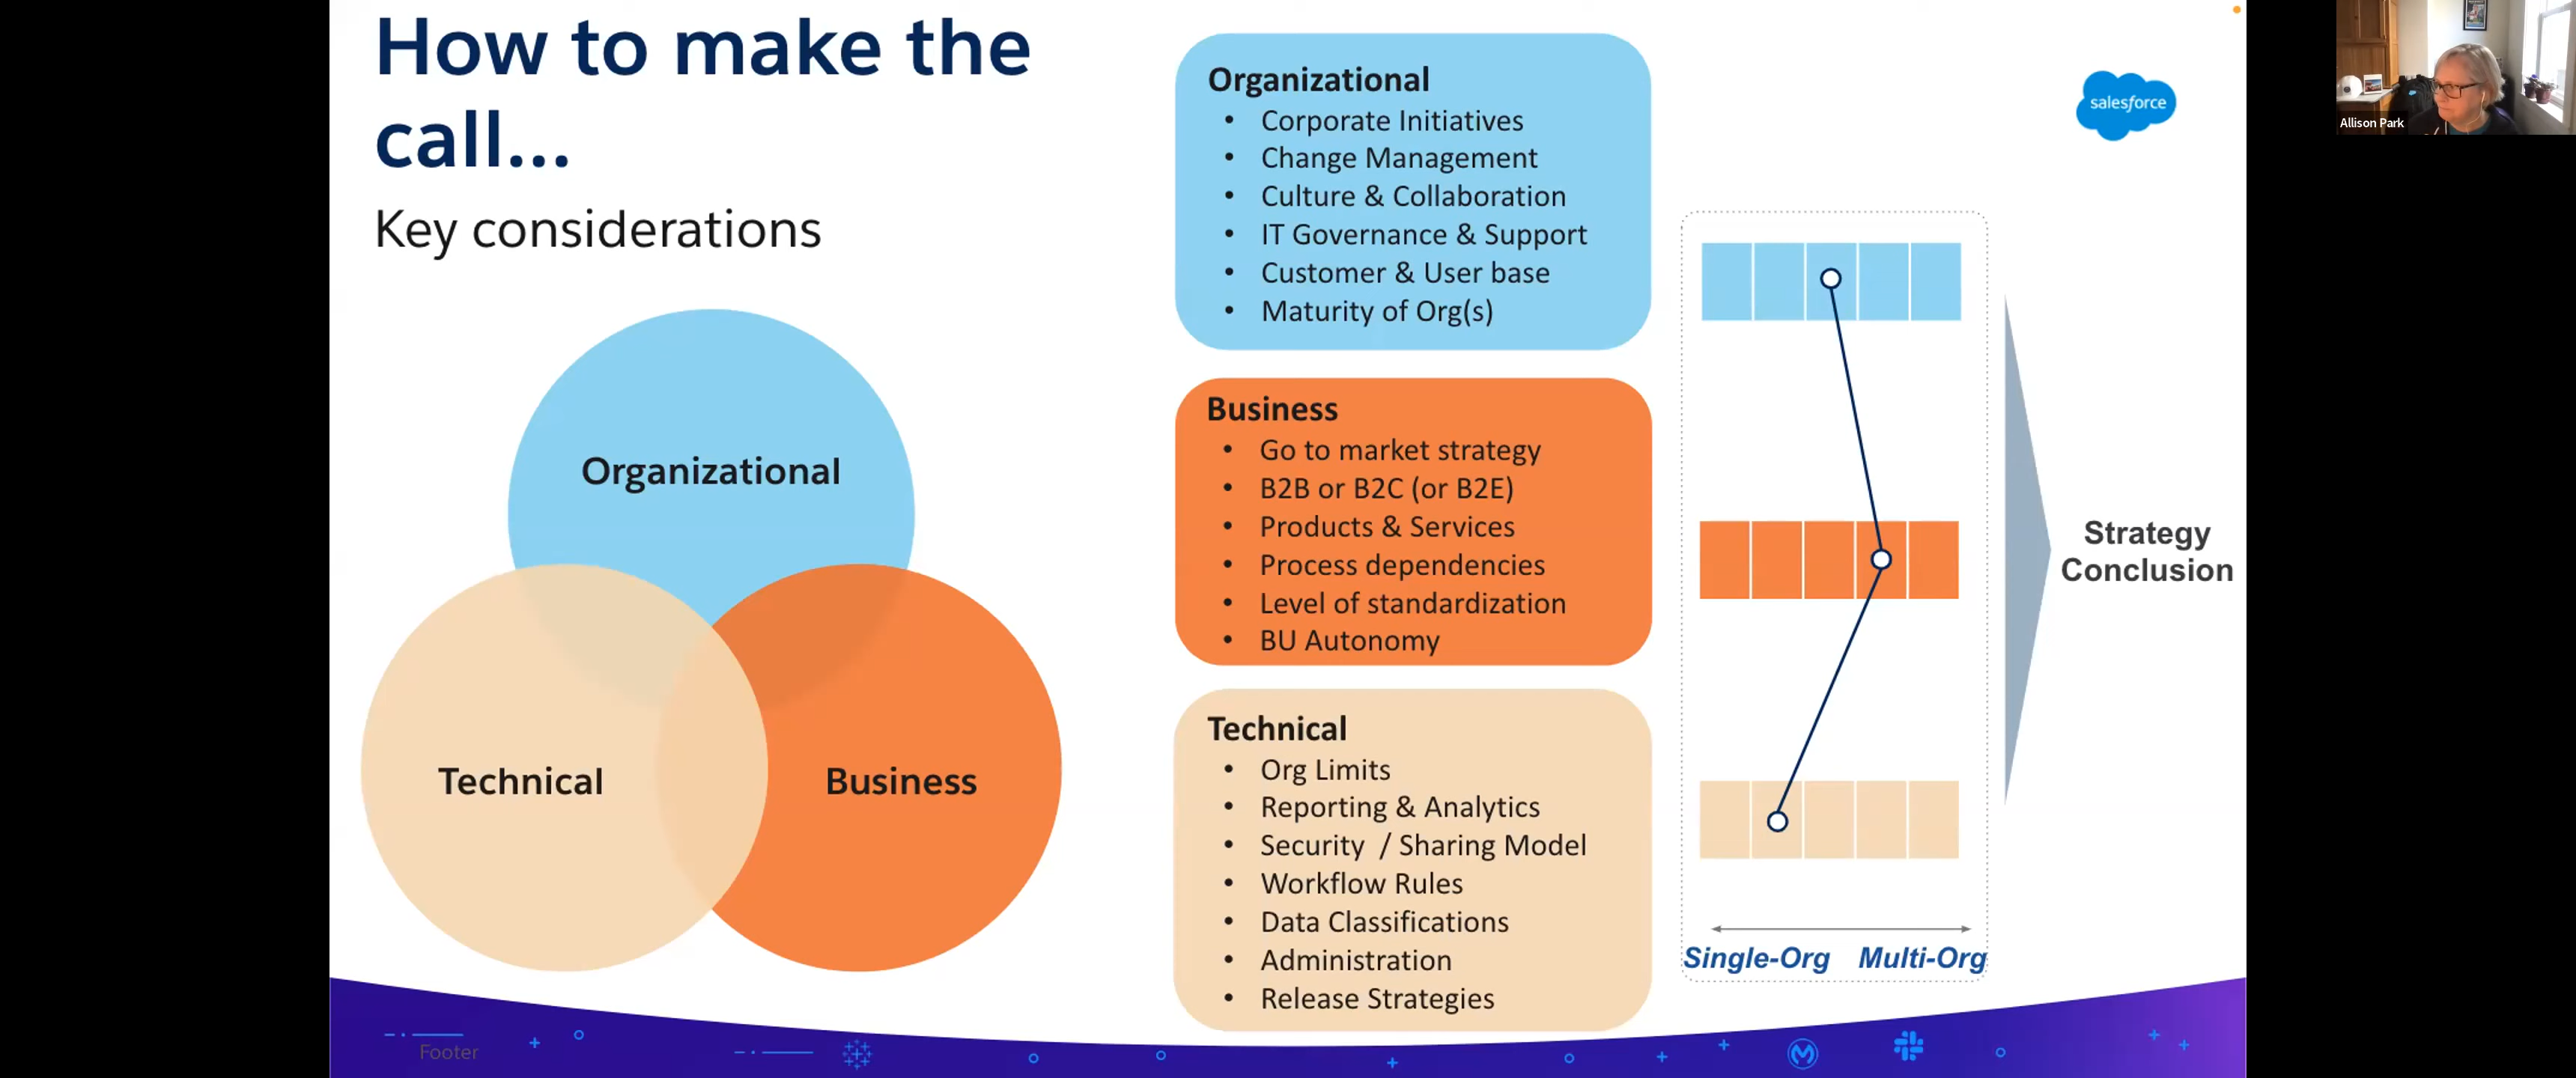 How to make the
call...
Key considerations
Organizational
Technical
Business
Organizational
• Corporate Initiatives
• Change Management
• Culture & Collaboration
• IT Governance & Support
• Customer & User base
• Maturity of Org(s)
Business
• Go to market strategy
• B2B or B2C (or B2E)
• Products & Services
• Process dependencies
• Level of standardization
• BU Autonomy
Technical
• Org Limits
• Reporting & Analytics
• Security / Sharing Model
• Workflow Rules
• Data Classifications
• Administration
• Release Strategies
Single-Org Multi-Org
Strategy
Conclusion
salesforce
Allison Park
Footer